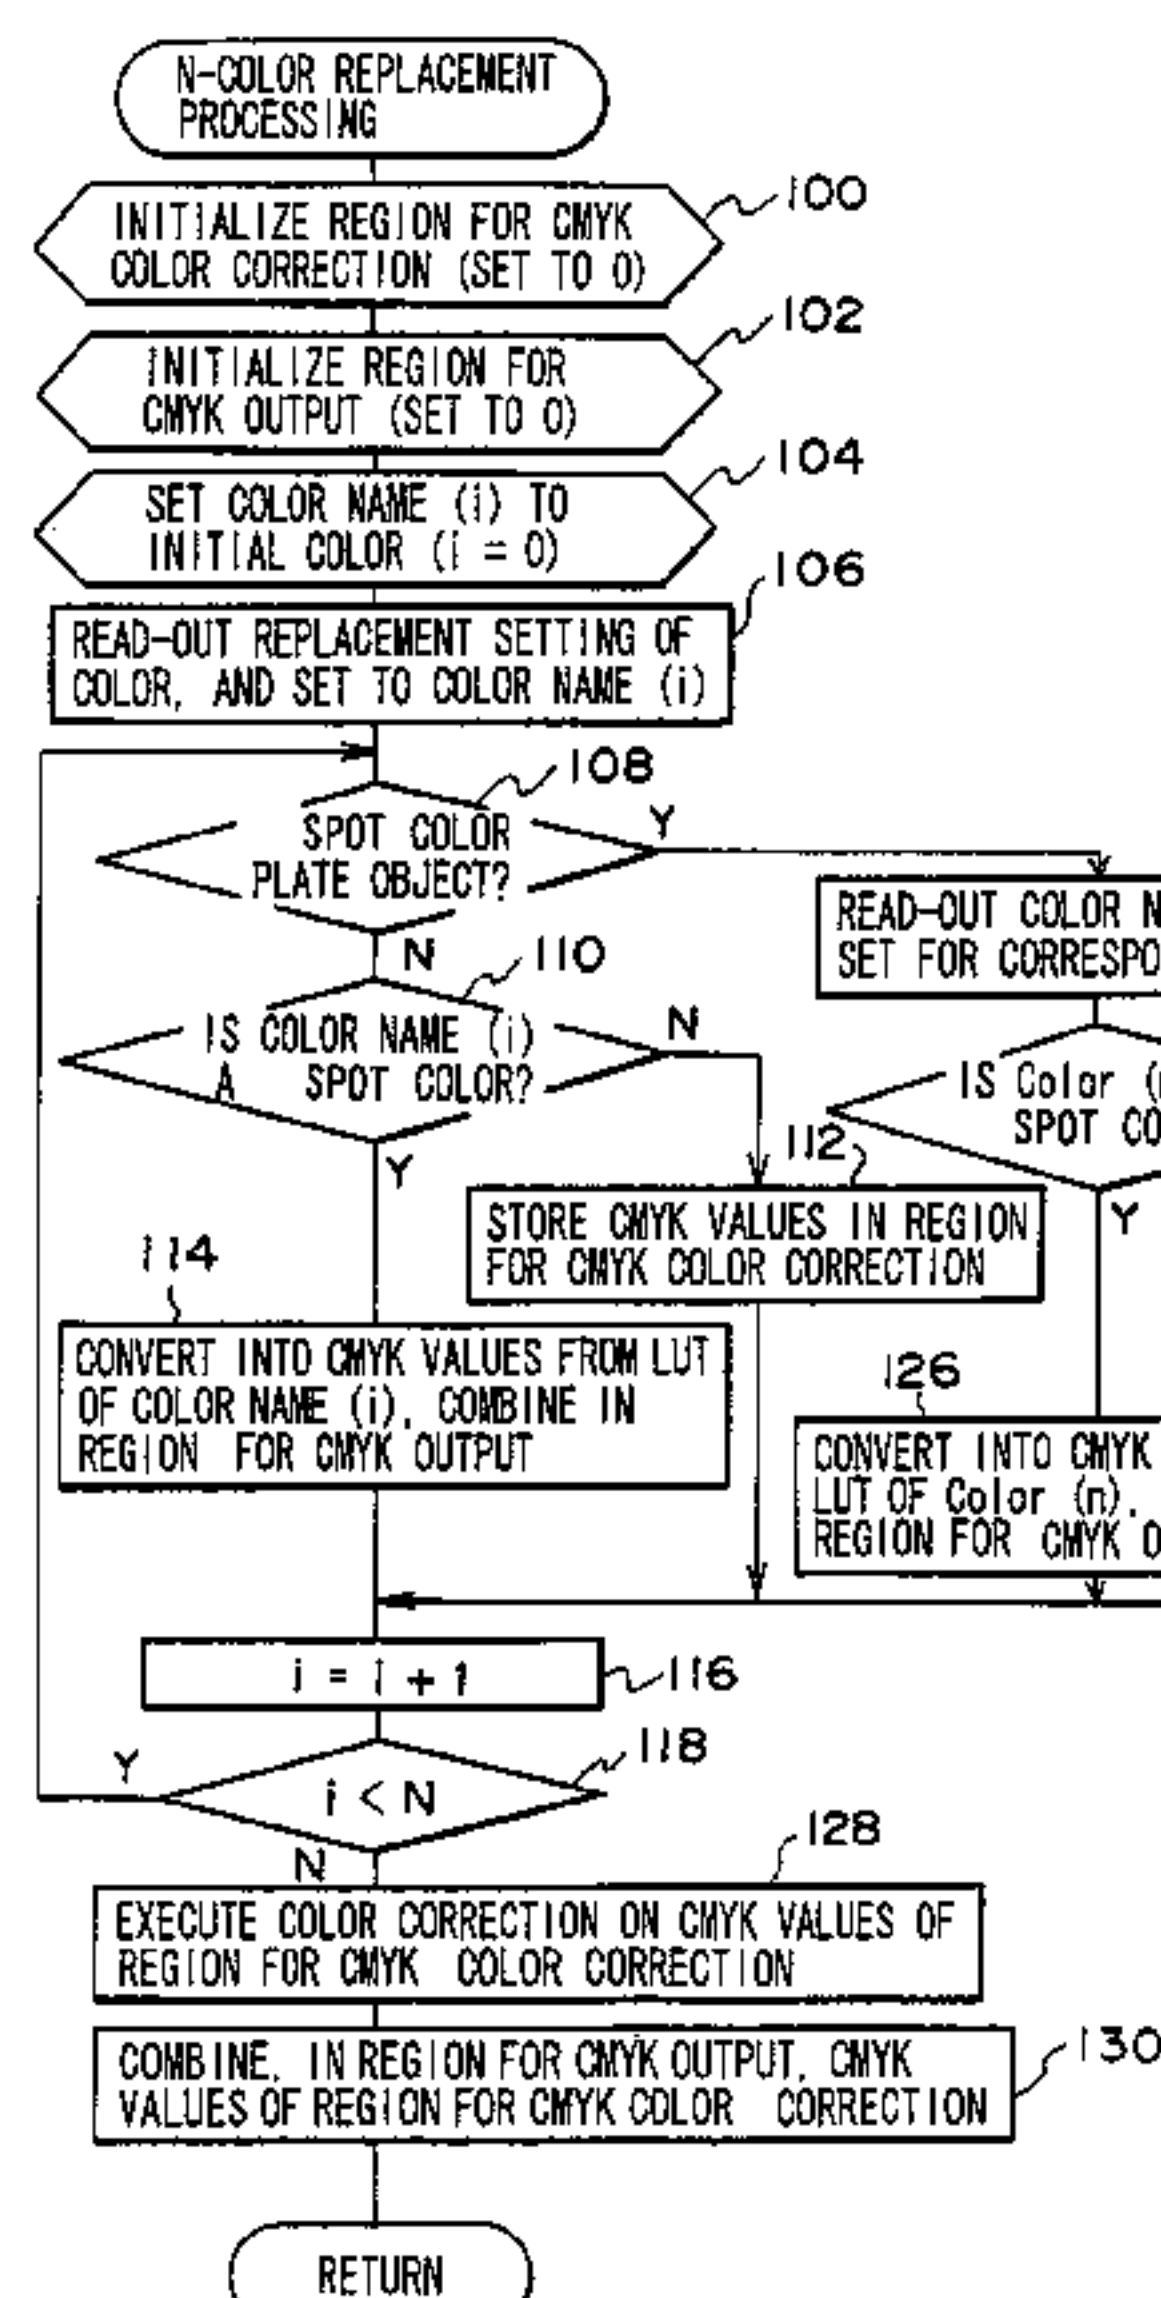 N-COLOR REPLACEMENT
PROCESSING
100
INITIALIZE REGION FOR CMYK
COLOR CORRECTION (SET TO 0)
102
INITIALIZE REGION FOR
CMYK OUTPUT (SET TO 0)
104
SET COLOR NAME (i) TO
INITIAL COLOR (i = 0)
106
READ-OUT REPLACEMENT SETTING OF
COLOR, AND SET TO COLOR NAME (i)
108
SPOT COLOR
PLATE OBJECT?
Y
N
READ-OUT COLOR N
SET FOR CORRESPO
110
IS COLOR NAME (i)
A SPOT COLOR?
N
Y
IS Color (n
SPOT CO
Y
112
STORE CMYK VALUES IN REGION
FOR CMYK COLOR CORRECTION
114
CONVERT INTO CMYK VALUES FROM LUT
OF COLOR NAME (i), COMBINE IN
REGION FOR CMYK OUTPUT
126
CONVERT INTO CMYK
LUT OF Color (n),
REGION FOR CMYK O
i = i + 1
116
118
Y
i < N
N
128
EXECUTE COLOR CORRECTION ON CMYK VALUES OF
REGION FOR CMYK COLOR CORRECTION
130
COMBINE, IN REGION FOR CMYK OUTPUT, CMYK
VALUES OF REGION FOR CMYK COLOR CORRECTION
RETURN